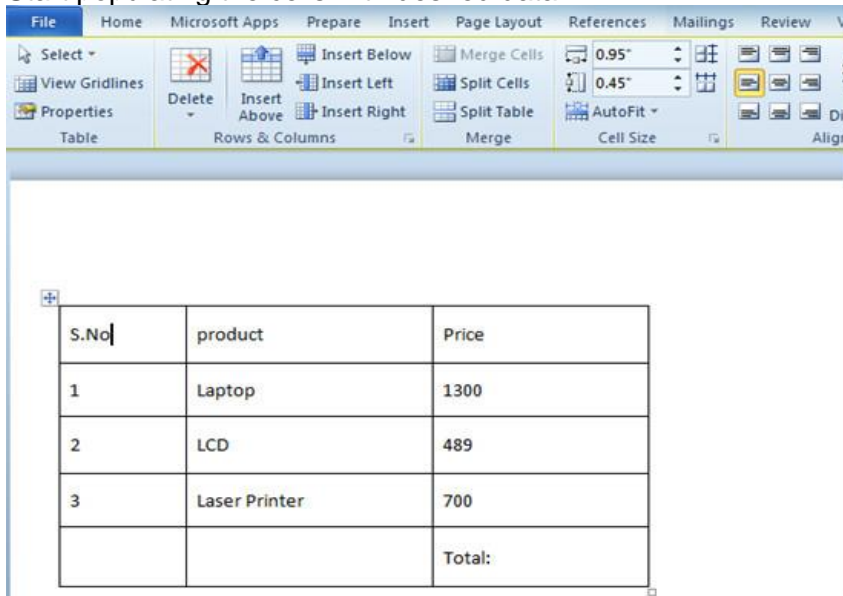 File Home Microsoft Apps Prepare Insert Page Layout References Mailings Review
Select Insert Below Merge Cells 0.95"
View Gridlines Delete Insert Above Insert Left Split Cells 0.45"
Properties Insert Right Split Table AutoFit
Table Rows & Columns Merge Cell Size
S.No product Price
1 Laptop 1300
2 LCD 489
3 Laser Printer 700
Total: